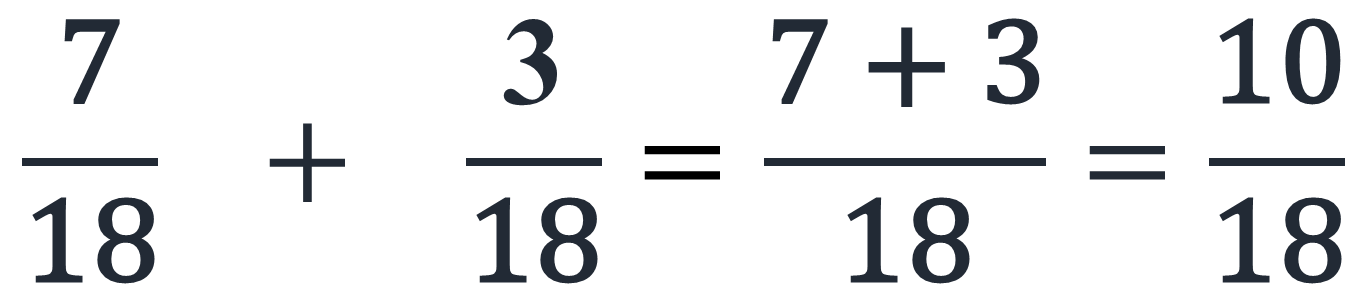 7/18 + 3/18 = 7 + 3/18 = 10/18